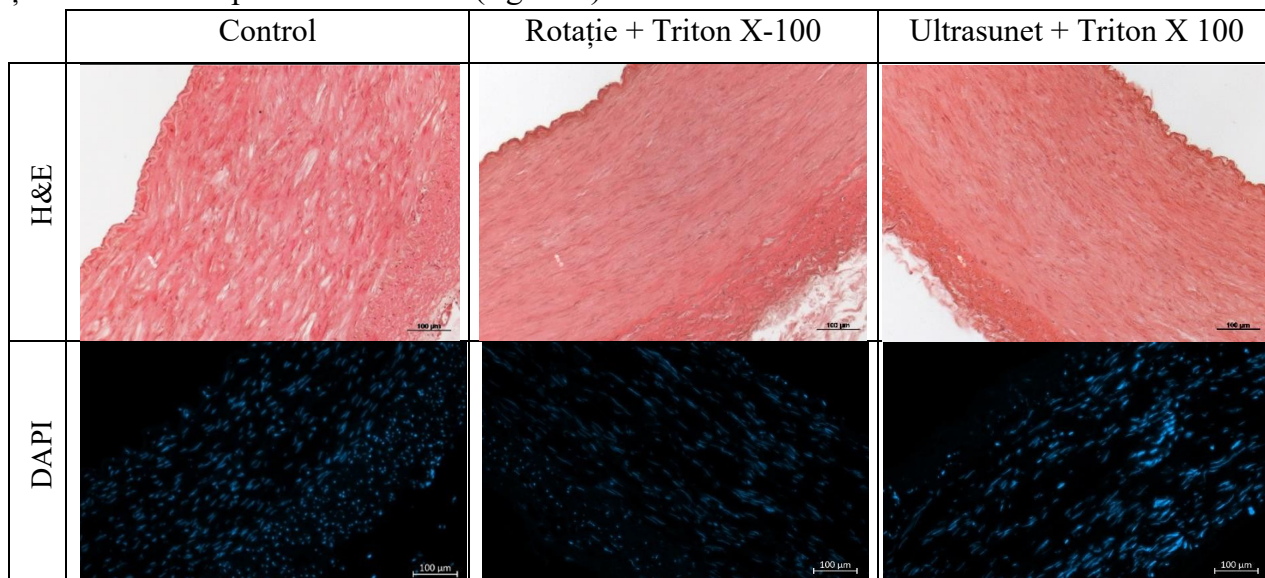 Control
Rotație + Triton X-100
Ultrasunet + Triton X 100
H&E
100 µm
100 µm
100 µm
DAPI
100 µm
100 µm
100 µm